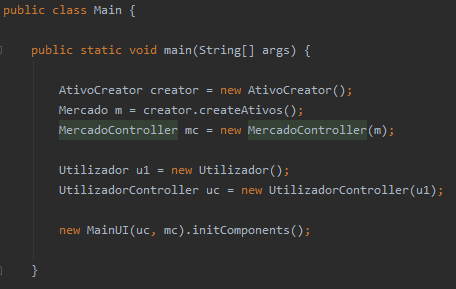 public class Main {
public static void main(String[] args) {
AtivoCreator creator = new AtivoCreator();
Mercado m = creator.createAtivos();
MercadoController mc = new MercadoController(m);
Utilizador u1 = new Utilizador();
UtilizadorController uc = new UtilizadorController(u1);
new MainUI(uc, mc).initComponents();
}